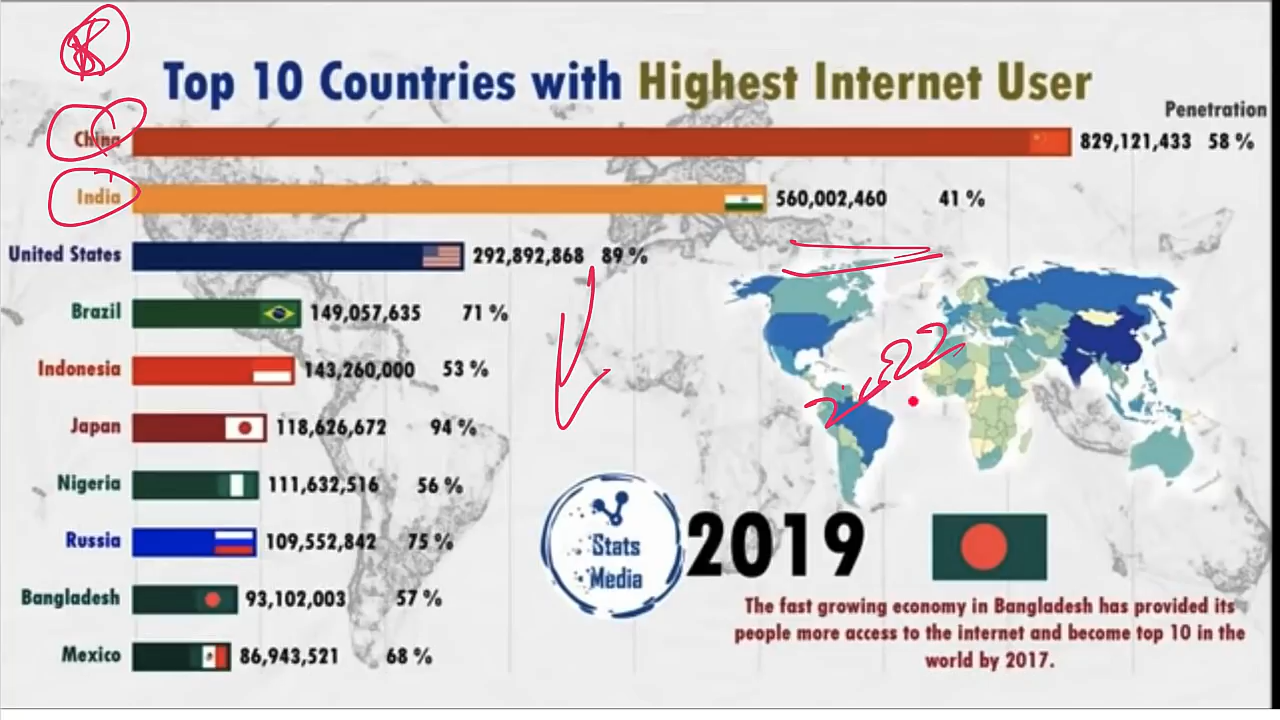 Top 10 Countries with Highest Internet User
Penetration
China 829,121,433 58 %
India 560,002,460 41 %
United States 292,892,868 89 %
Brazil 149,057,635 71 %
Indonesia 143,260,000 53 %
Japan 118,626,672 94 %
Nigeria 111,632,516 56 %
Russia 109,552,842 75 %
Bangladesh 93,102,003 57 %
Mexico 86,943,521 68 %
Stats
Media
2019
The fast growing economy in Bangladesh has provided its
people more access to the internet and become top 10 in the
world by 2017.